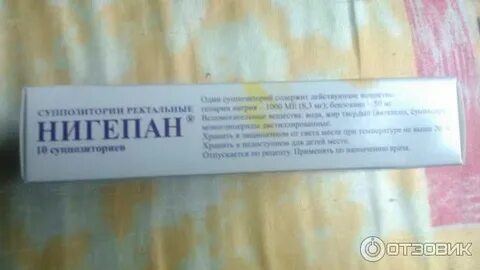 СУППОЗИТОРИИ РЕКТАЛЬНЫЕ
НИГЕПАН®
10 суппозиториев
Один суппозиторий содержит действующие вещества:
гепарин натрия – 1000 МЕ (8,3 мг), бензокаин – 50 мг
Вспомогательные вещества: вода, жир твердый (витепсол, суппосир),
моноглицериды дистиллированные.
Хранить в защищенном от света месте при температуре не выше 20
Хранить в недоступном для детей месте.
Отпускается по рецепту. Применять по назначению врача.
ОТЗОВИК